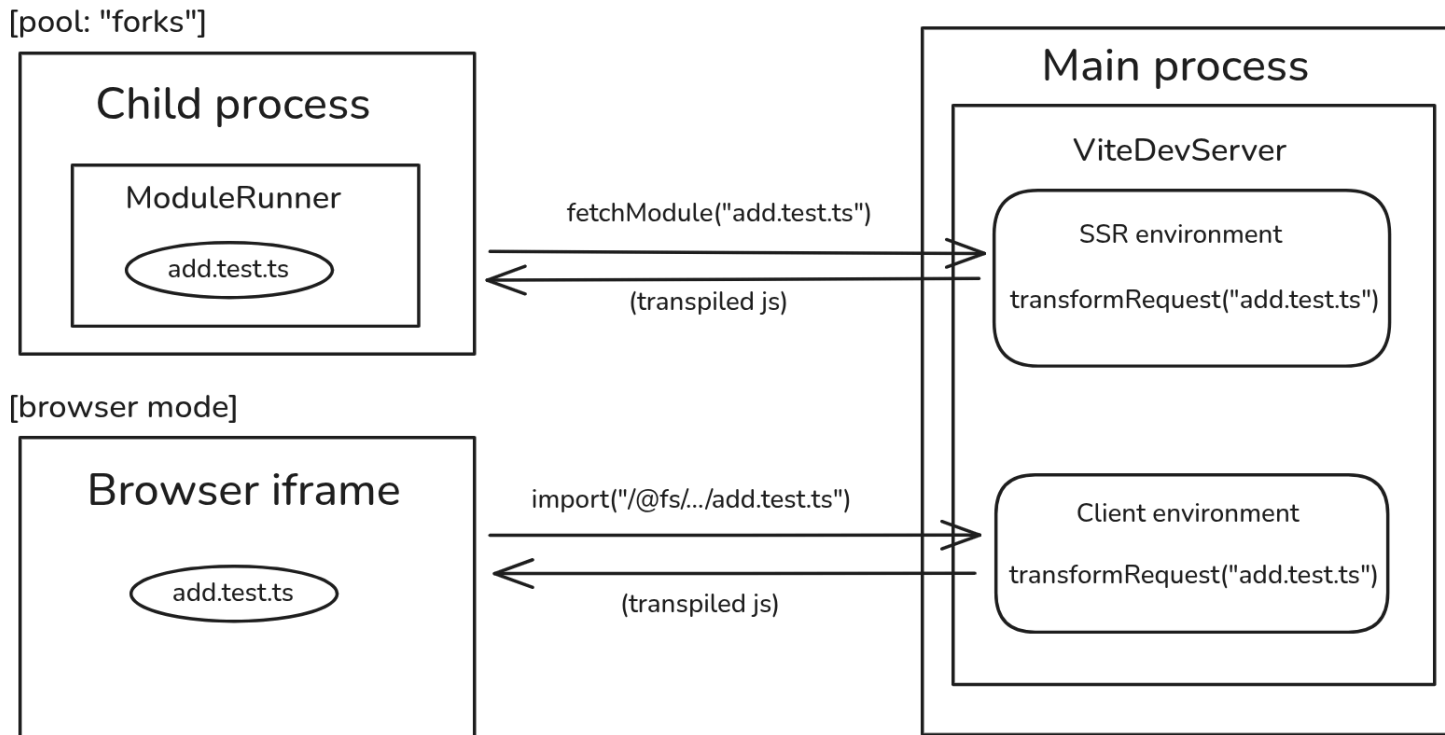 [pool: "forks"]
Child process
ModuleRunner
add.test.ts
fetchModule("add.test.ts")
(transpiled js)
Main process
ViteDevServer
SSR environment
transformRequest("add.test.ts")
[browser mode]
Browser iframe
add.test.ts
import("/@fs/.../add.test.ts")
(transpiled js)
Client environment
transformRequest("add.test.ts")